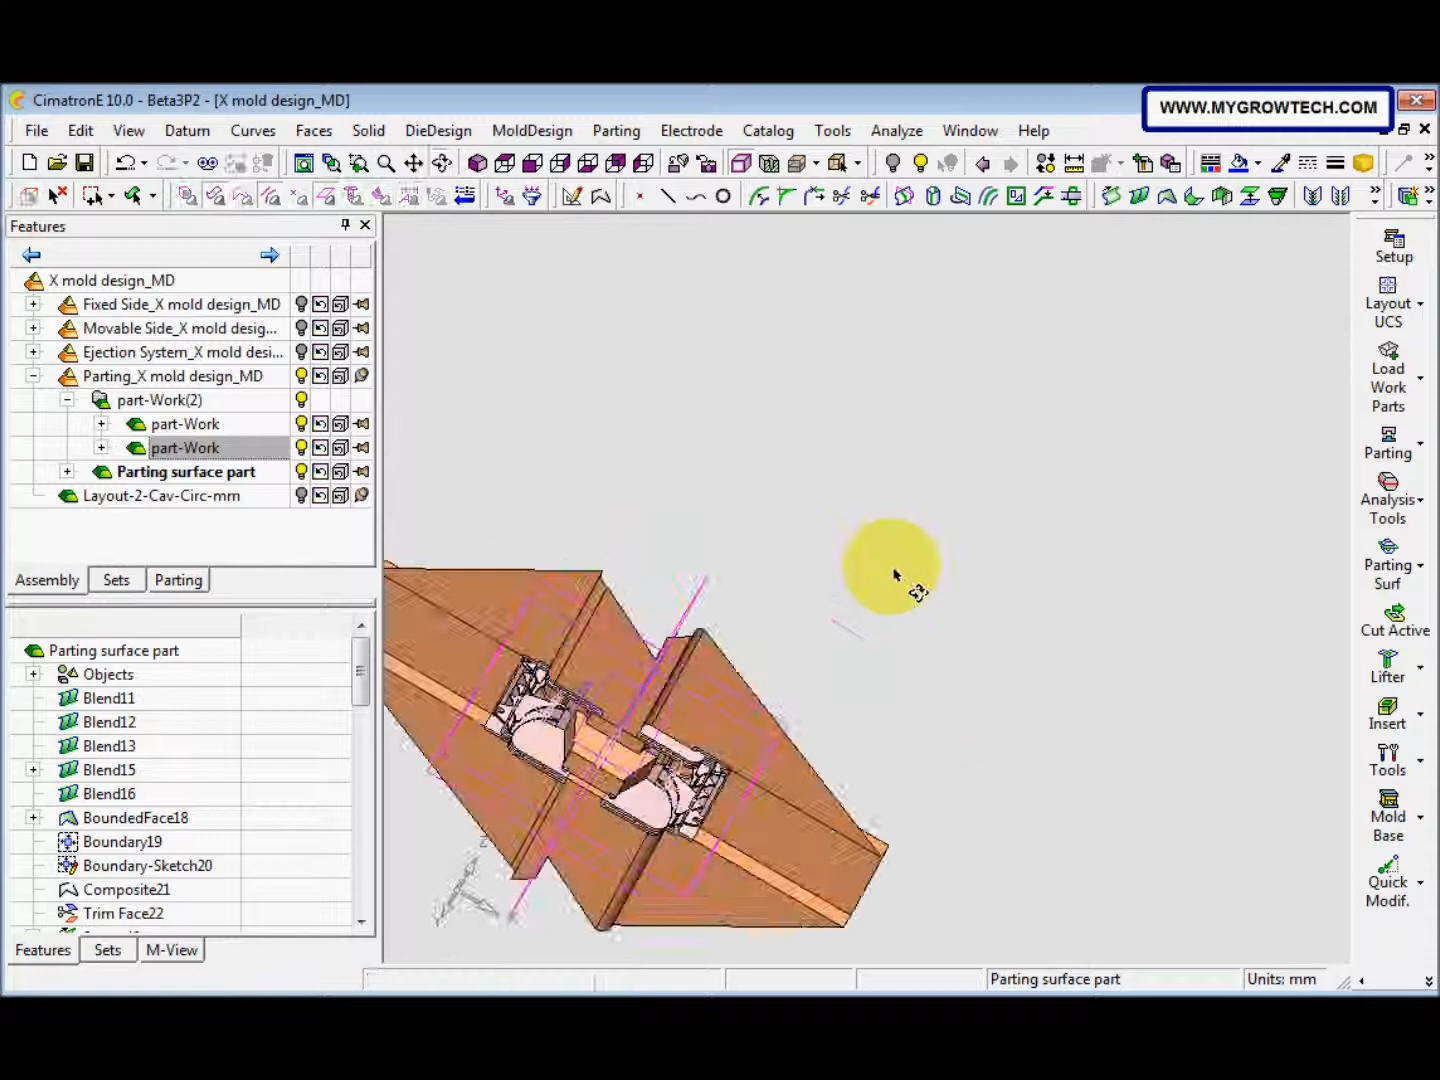 CimatronE 10.0 - Beta3P2 - [X mold design_MD]
WWW.MYGROWTECH.COM
File Edit View Datum Curves Faces Solid DieDesign MoldDesign Parting Electrode Catalog Tools Analyze Window Help
Features
X mold design_MD
Fixed Side_X mold design_MD
Movable Side_X mold desig...
Ejection System_X mold desi...
Parting_X mold design_MD
part-Work(2)
part-Work
part-Work
Parting surface part
Layout-2-Cav-Circ-mm
Assembly Sets Parting
Parting surface part
Objects
Blend11
Blend12
Blend13
Blend15
Blend16
BoundedFace18
Boundary19
Boundary-Sketch20
Composite21
Trim Face22
Features Sets M-View
Setup
Layout
UCS
Load
Work
Parts
Parting
Analysis
Tools
Parting
Surf
Cut Active
Lifter
Insert
Tools
Mold
Base
Quick
Modif.
Parting surface part
Units: mm